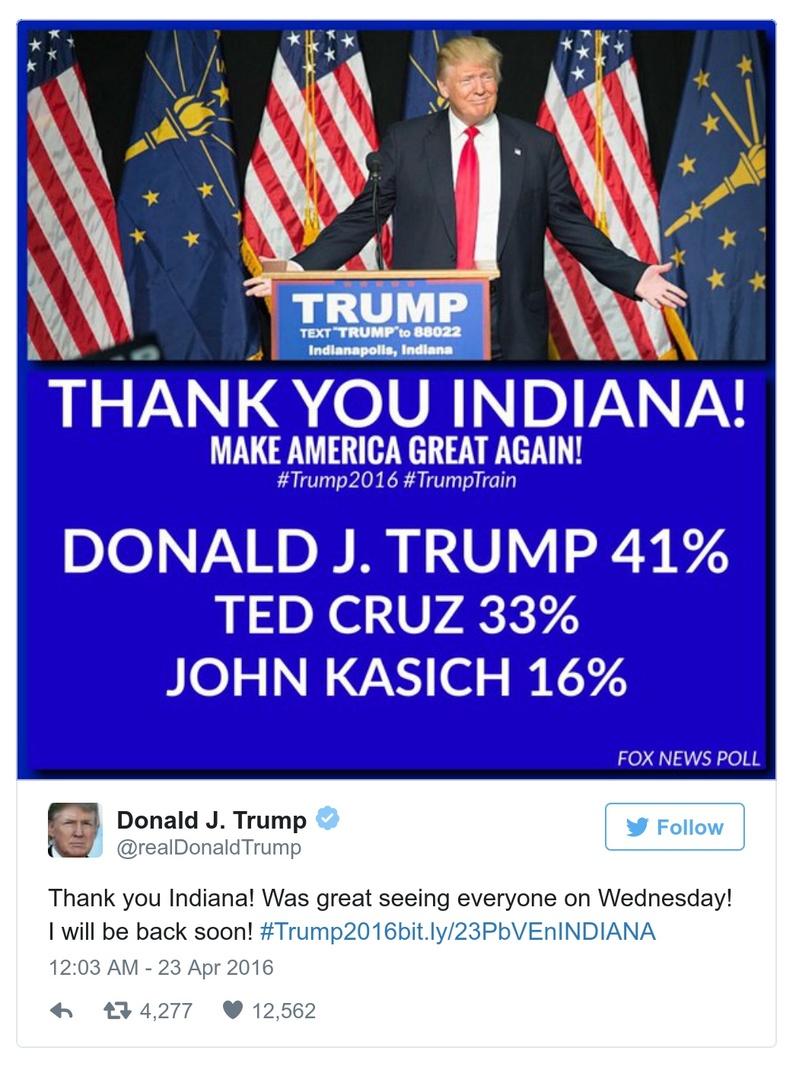 TRUMP
TEXT "TRUMP" to 88022
Indianapolis, Indiana
THANK YOU INDIANA!
MAKE AMERICA GREAT AGAIN!
#Trump2016 #TrumpTrain
DONALD J. TRUMP 41%
TED CRUZ 33%
JOHN KASICH 16%
FOX NEWS POLL
Donald J. Trump
@realDonaldTrump
Follow
Thank you Indiana! Was great seeing everyone on Wednesday!
I will be back soon! #Trump2016bit.ly/23PbVEnINDIANA
12:03 AM - 23 Apr 2016
4,277 12,562